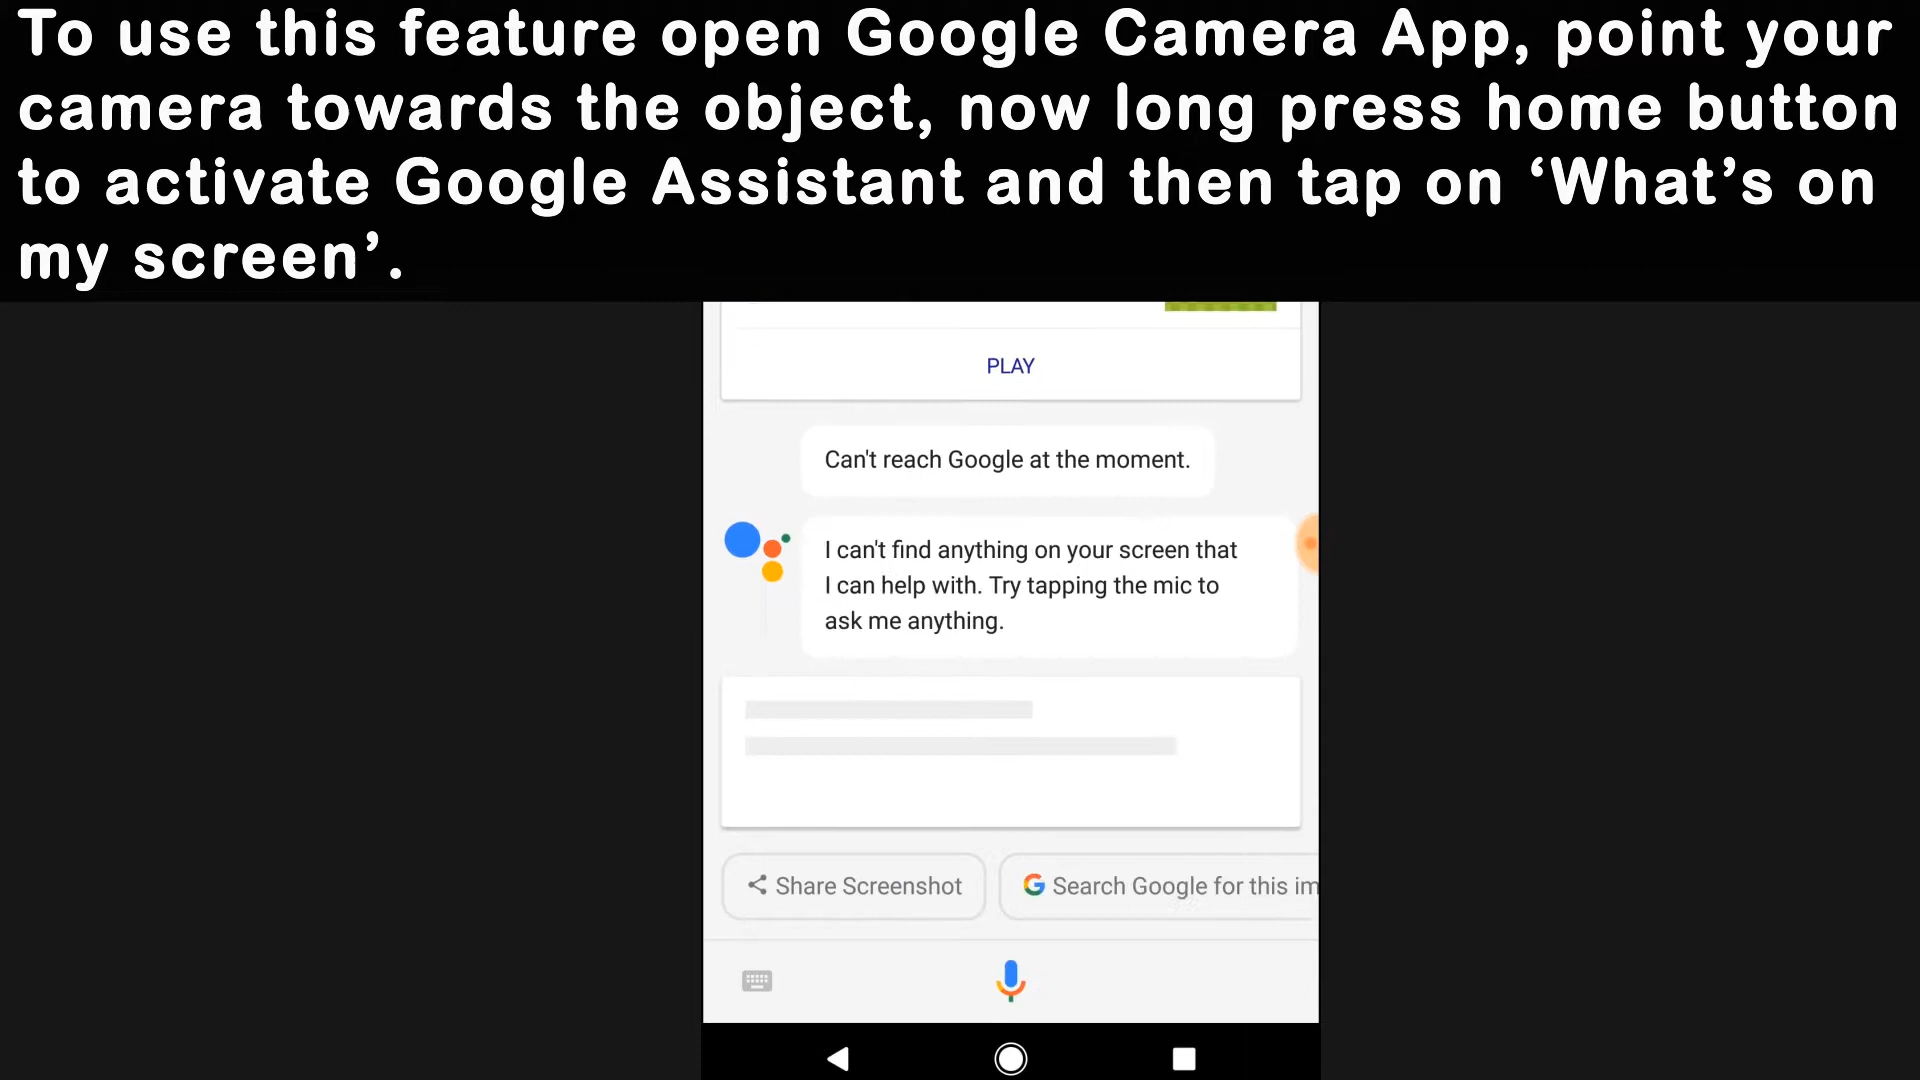 To use this feature open Google Camera App, point your
camera towards the object, now long press home button
to activate Google Assistant and then tap on ‘What’s on
my screen’.
PLAY
Can't reach Google at the moment.
I can't find anything on your screen that
I can help with. Try tapping the mic to
ask me anything.
Share Screenshot
Search Google for this im